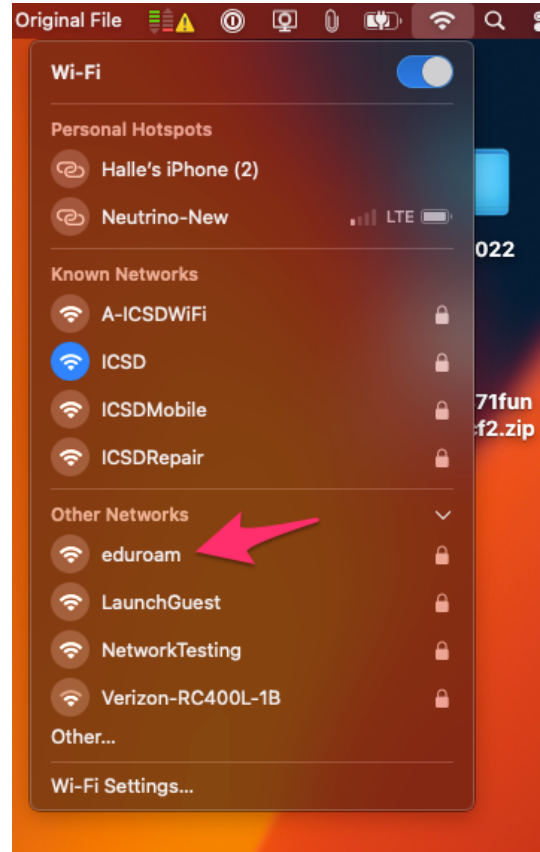 Original File
Wi-Fi
Personal Hotspots
Halle's iPhone (2)
Neutrino-New LTE
022
Known Networks
A-ICSDWiFi
ICSD
ICSDMobile
71fun
ICSDRepair
f2.zip
Other Networks
eduroam
LaunchGuest
NetworkTesting
Verizon-RC400L-1B
Other...
Wi-Fi Settings...